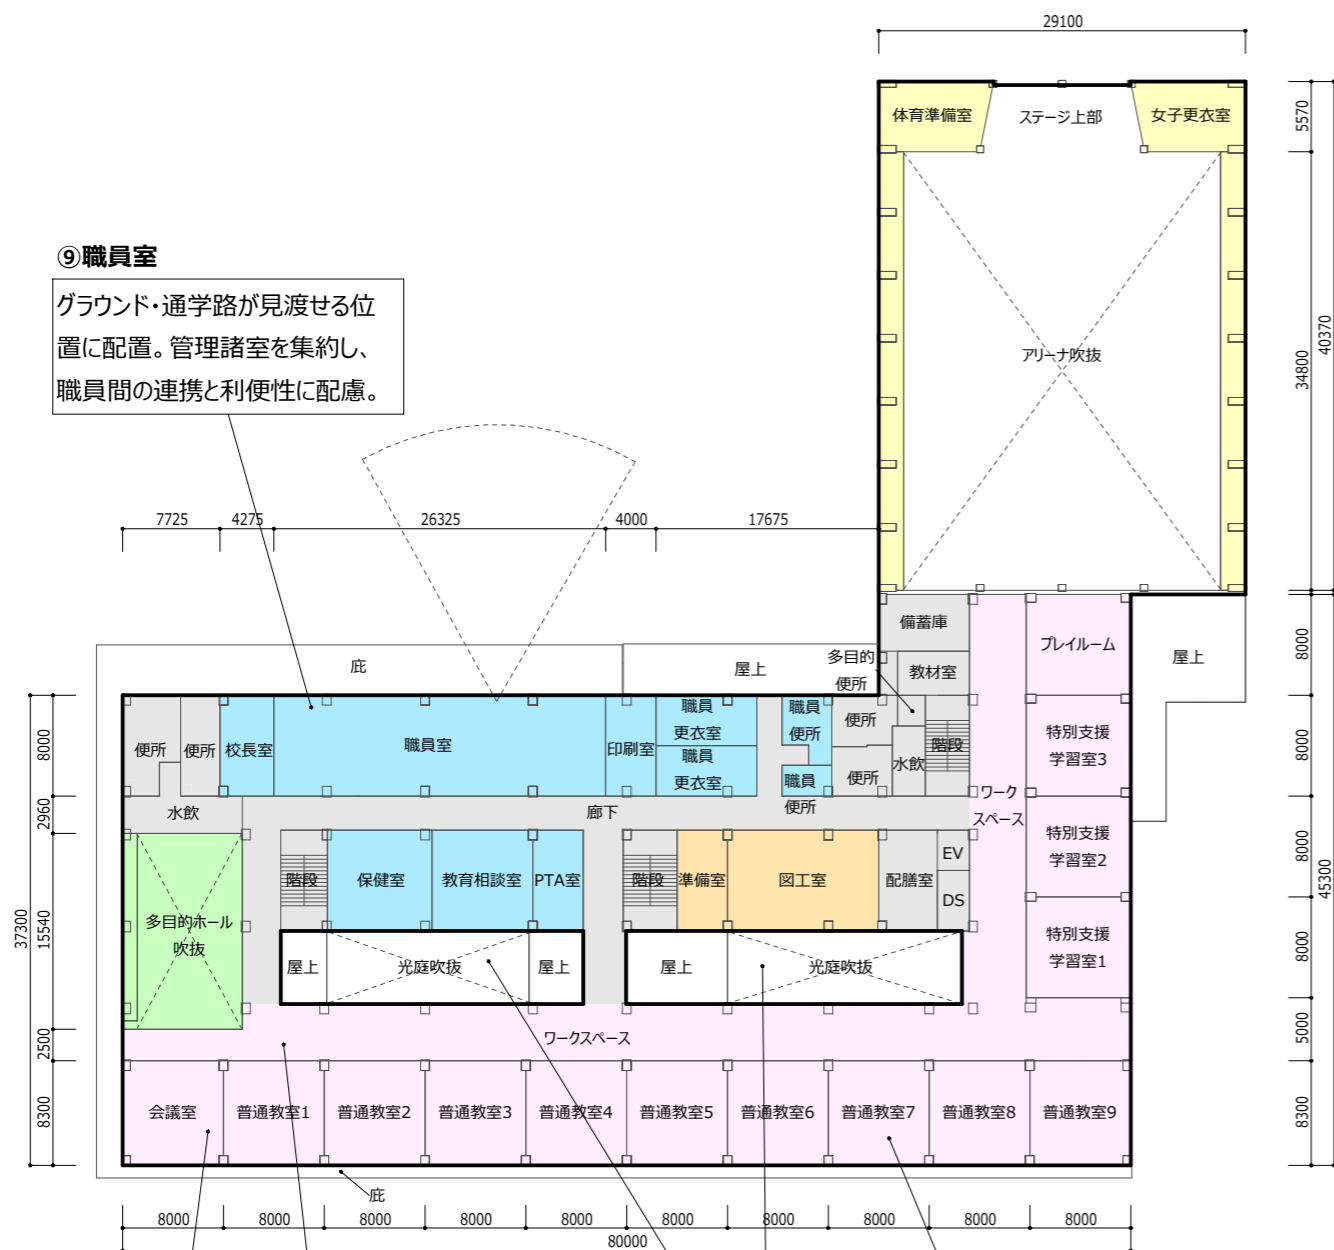 29100
体育準備室
ステージ上部
女子更衣室
5570
40370
34800
アリーナ吹抜
⑨職員室
グラウンド・通学路が見渡せる位
置に配置。管理諸室を集約し、
職員間の連携と利便性に配慮。
7725
4275
26325
4000
17675
庇
屋上
多目的
便所
備蓄庫
教材室
プレイルーム
屋上
8000
便所
便所
校長室
職員室
印刷室
職員
更衣室
職員
更衣室
職員
便所
職員
便所
便所
便所
水飲
階段
特別支援
学習室3
8000
8000
水飲
廊下
ワーク
スペース
2960
階段
保健室
教育相談室
PTA室
階段
準備室
図工室
配膳室
EV
DS
特別支援
学習室2
8000
45300
多目的ホール
吹抜
37300
15540
屋上
光庭吹抜
屋上
屋上
光庭吹抜
特別支援
学習室1
8000
ワークスペース
2500
5000
会議室
普通教室1
普通教室2
普通教室3
普通教室4
普通教室5
普通教室6
普通教室7
普通教室8
普通教室9
8300
8300
庇
8000
8000
8000
8000
8000
8000
8000
8000
8000
8000
80000